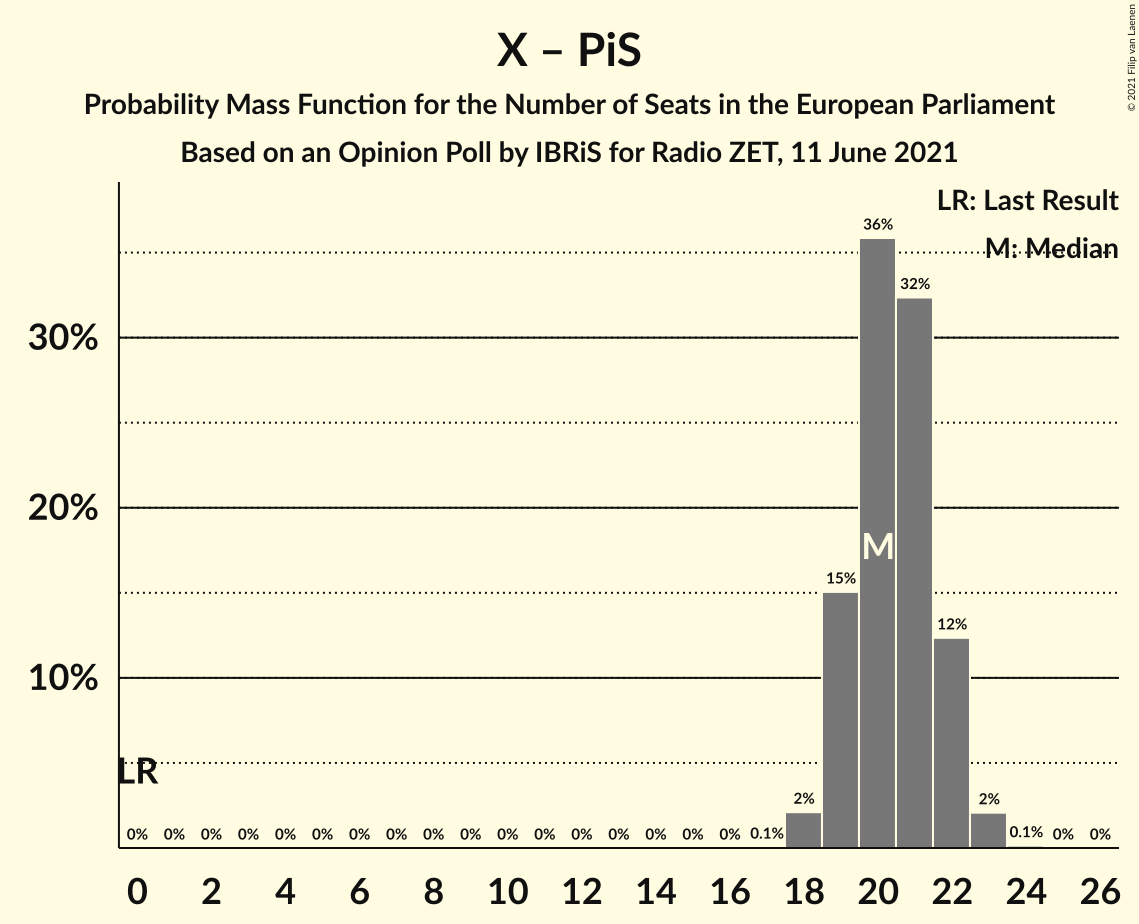 X – PiS
Probability Mass Function for the Number of Seats in the European Parliament
Based on an Opinion Poll by IBRiS for Radio ZET, 11 June 2021
© 2021 Filip van Laenen
LR: Last Result
M: Median
30%
20%
10%
36%
32%
M
15%
12%
LR
2%
2%
0% 0% 0% 0% 0% 0% 0% 0% 0% 0% 0% 0% 0% 0% 0% 0% 0% 0.1% 0.1% 0% 0%
0 2 4 6 8 10 12 14 16 18 20 22 24 26